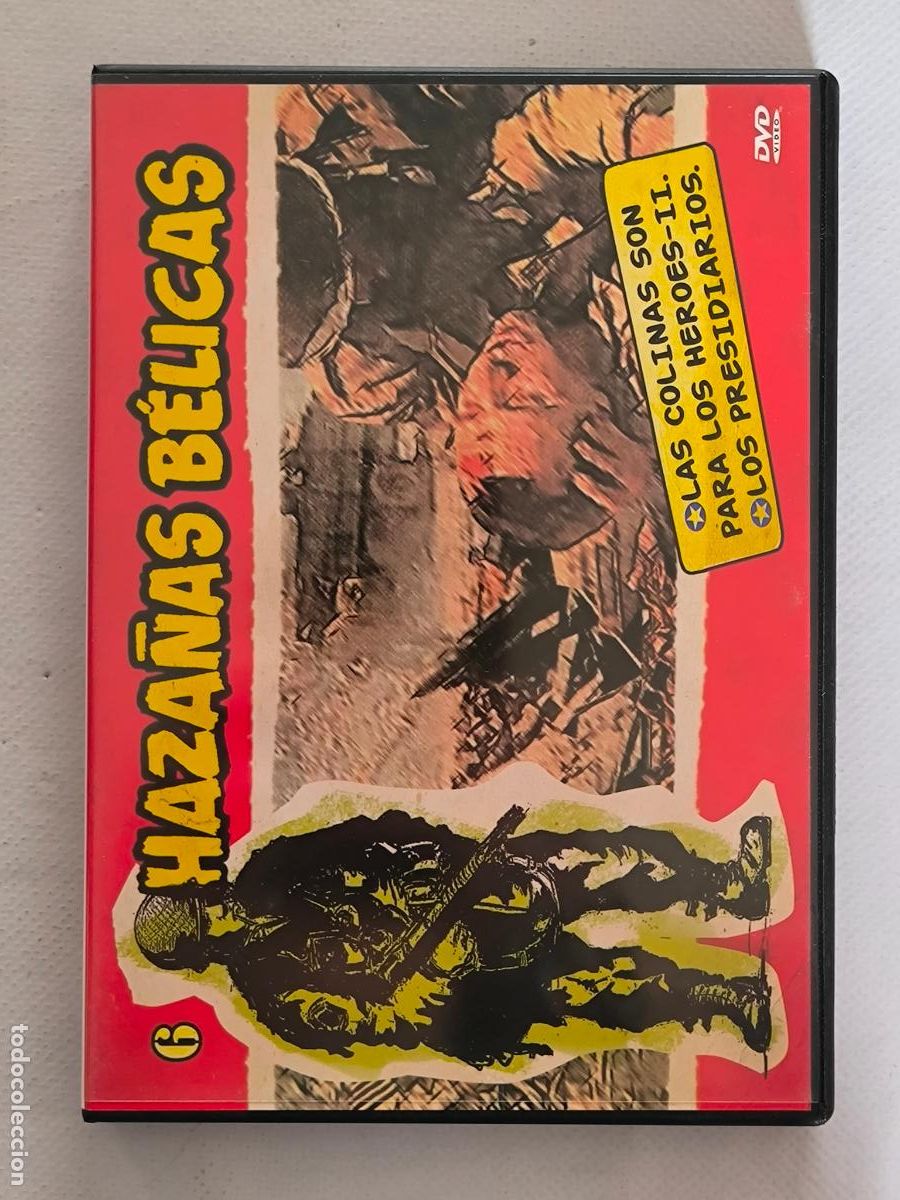 HAZAÑAS BÉLICAS
6
LAS COLINAS SON
PARA LOS HEROES-II.
LOS PRESIDIARIOS.
DVD
VIDEO
todocoleccion